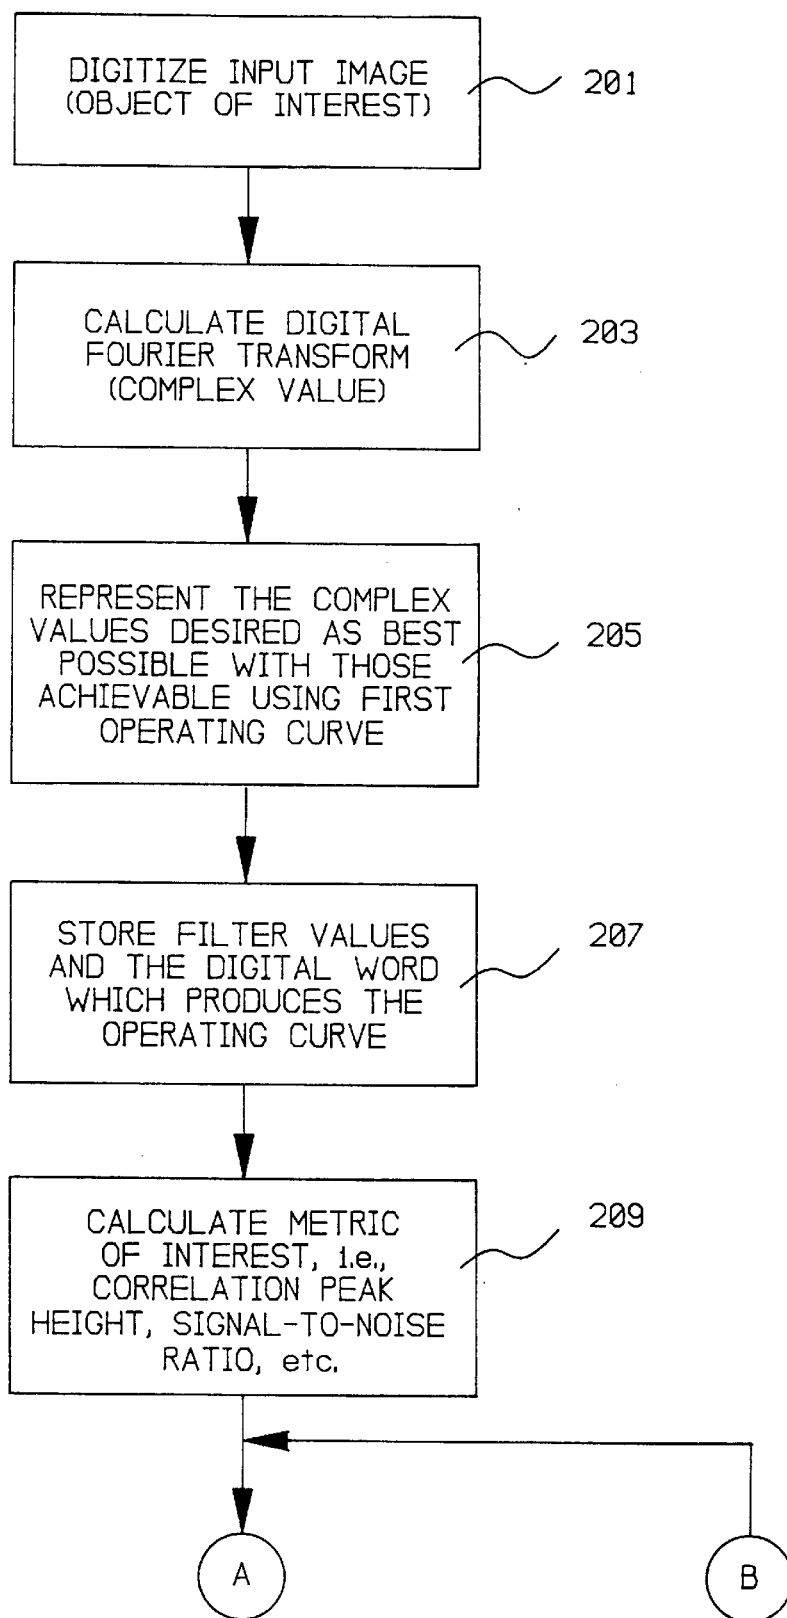 DIGITIZE INPUT IMAGE
(OBJECT OF INTEREST)
201
CALCULATE DIGITAL
FOURIER TRANSFORM
(COMPLEX VALUE)
203
REPRESENT THE COMPLEX
VALUES DESIRED AS BEST
POSSIBLE WITH THOSE
ACHIEVABLE USING FIRST
OPERATING CURVE
205
STORE FILTER VALUES
AND THE DIGITAL WORD
WHICH PRODUCES THE
OPERATING CURVE
207
CALCULATE METRIC
OF INTEREST, i.e.,
CORRELATION PEAK
HEIGHT, SIGNAL-TO-NOISE
RATIO, etc.
209
A
B